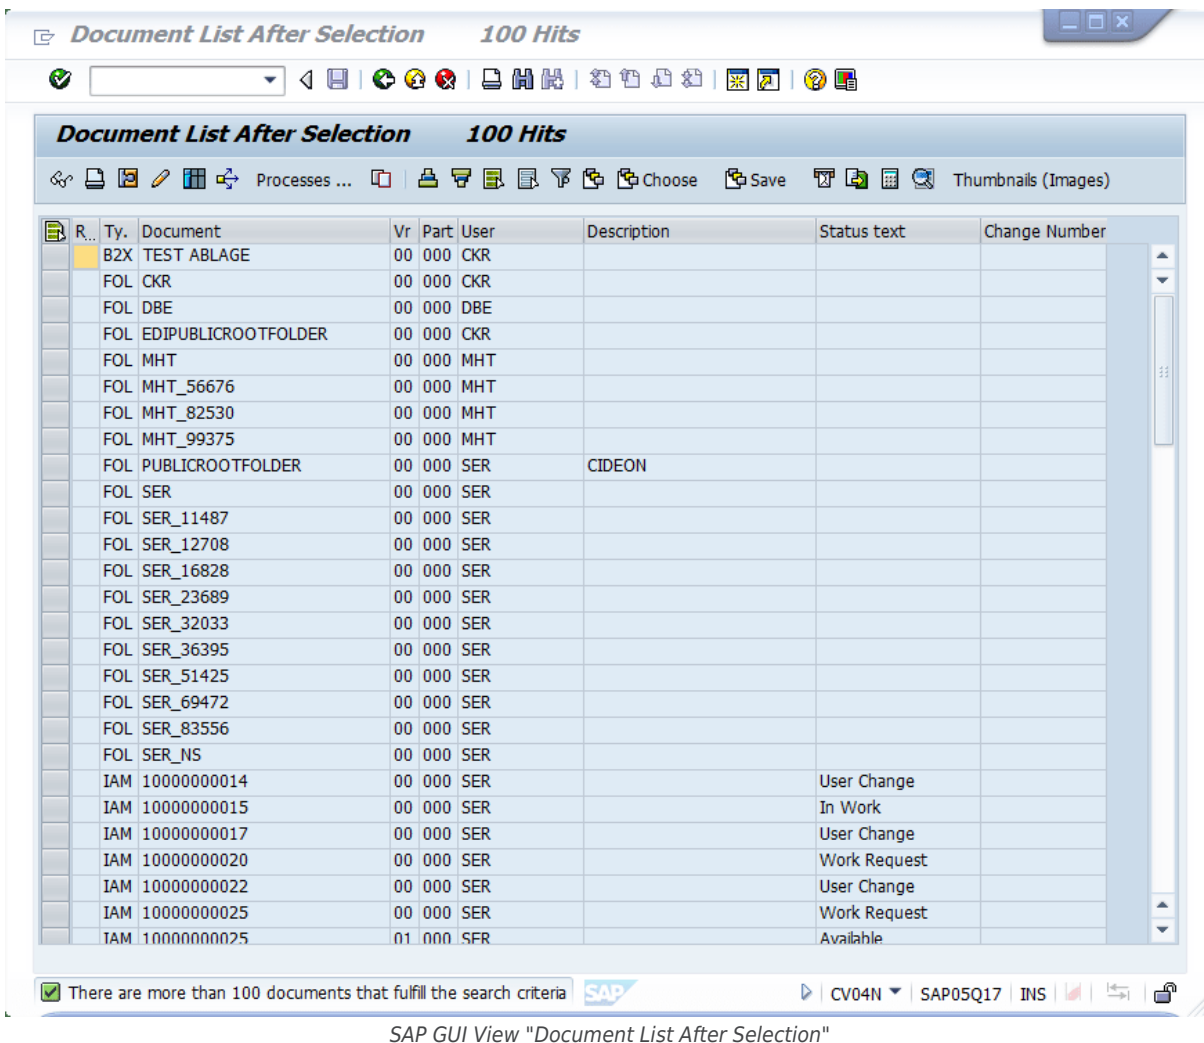 Document List After Selection 100 Hits
Document List After Selection 100 Hits
Processes ... Choose Save Thumbnails (Images)
R.. Ty. Document Vr Part User Description Status text Change Number
B2X TEST ABLAGE 00 000 CKR
FOL CKR 00 000 CKR
FOL DBE 00 000 DBE
FOL EDIPUBLICROOTFOLDER 00 000 CKR
FOL MHT 00 000 MHT
FOL MHT_56676 00 000 MHT
FOL MHT_82530 00 000 MHT
FOL MHT_99375 00 000 MHT
FOL PUBLICROOTFOLDER 00 000 SER CIDEON
FOL SER 00 000 SER
FOL SER_11487 00 000 SER
FOL SER_12708 00 000 SER
FOL SER_16828 00 000 SER
FOL SER_23689 00 000 SER
FOL SER_32033 00 000 SER
FOL SER_36395 00 000 SER
FOL SER_51425 00 000 SER
FOL SER_69472 00 000 SER
FOL SER_83556 00 000 SER
FOL SER_NS 00 000 SER
IAM 10000000014 00 000 SER User Change
IAM 10000000015 00 000 SER In Work
IAM 10000000017 00 000 SER User Change
IAM 10000000020 00 000 SER Work Request
IAM 10000000022 00 000 SER User Change
IAM 10000000025 00 000 SER Work Request
IAM 10000000025 01 000 SER Available
There are more than 100 documents that fulfill the search criteria SAP CV04N SAP05Q17 INS
SAP GUI View "Document List After Selection"